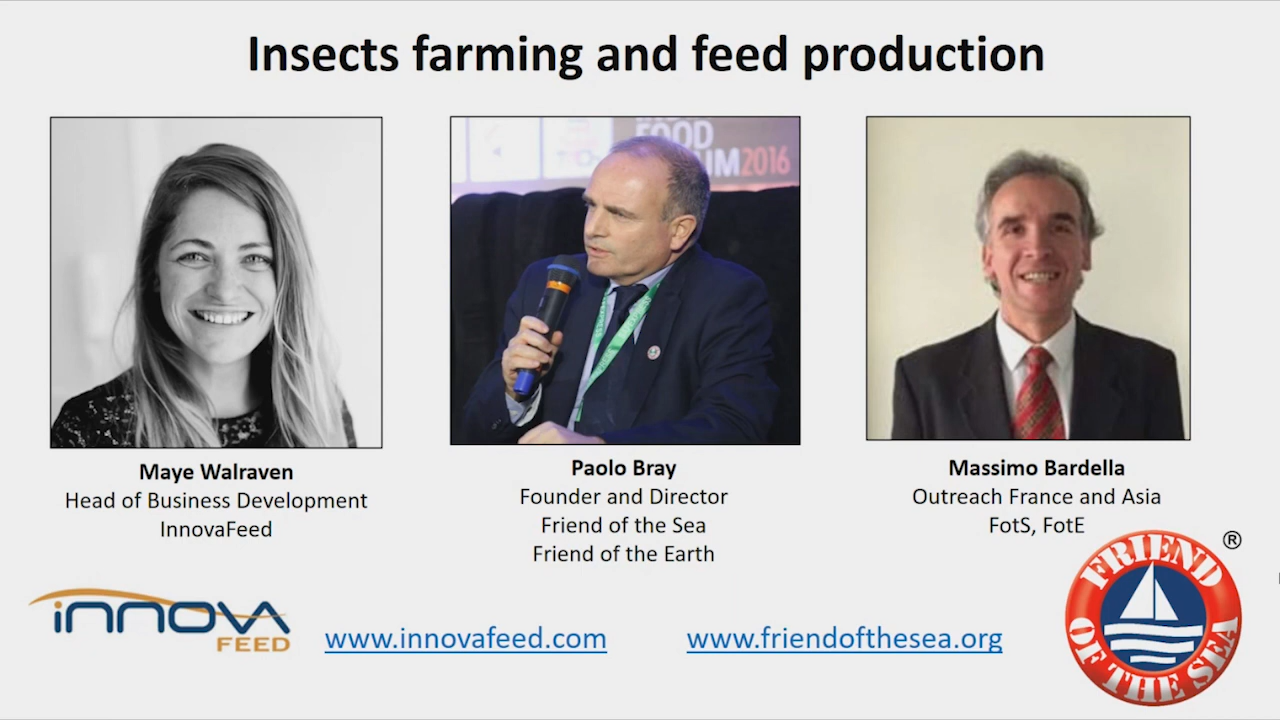 Insects farming and feed production
FOOD
UM2016
Maye Walraven
Head of Business Development
InnovaFeed
Paolo Bray
Founder and Director
Friend of the Sea
Friend of the Earth
Massimo Bardella
Outreach France and Asia
FotS, FotE
innova
FEED
www.innovafeed.com
www.friendofthesea.org
FRIEND
OF THE SEA
®